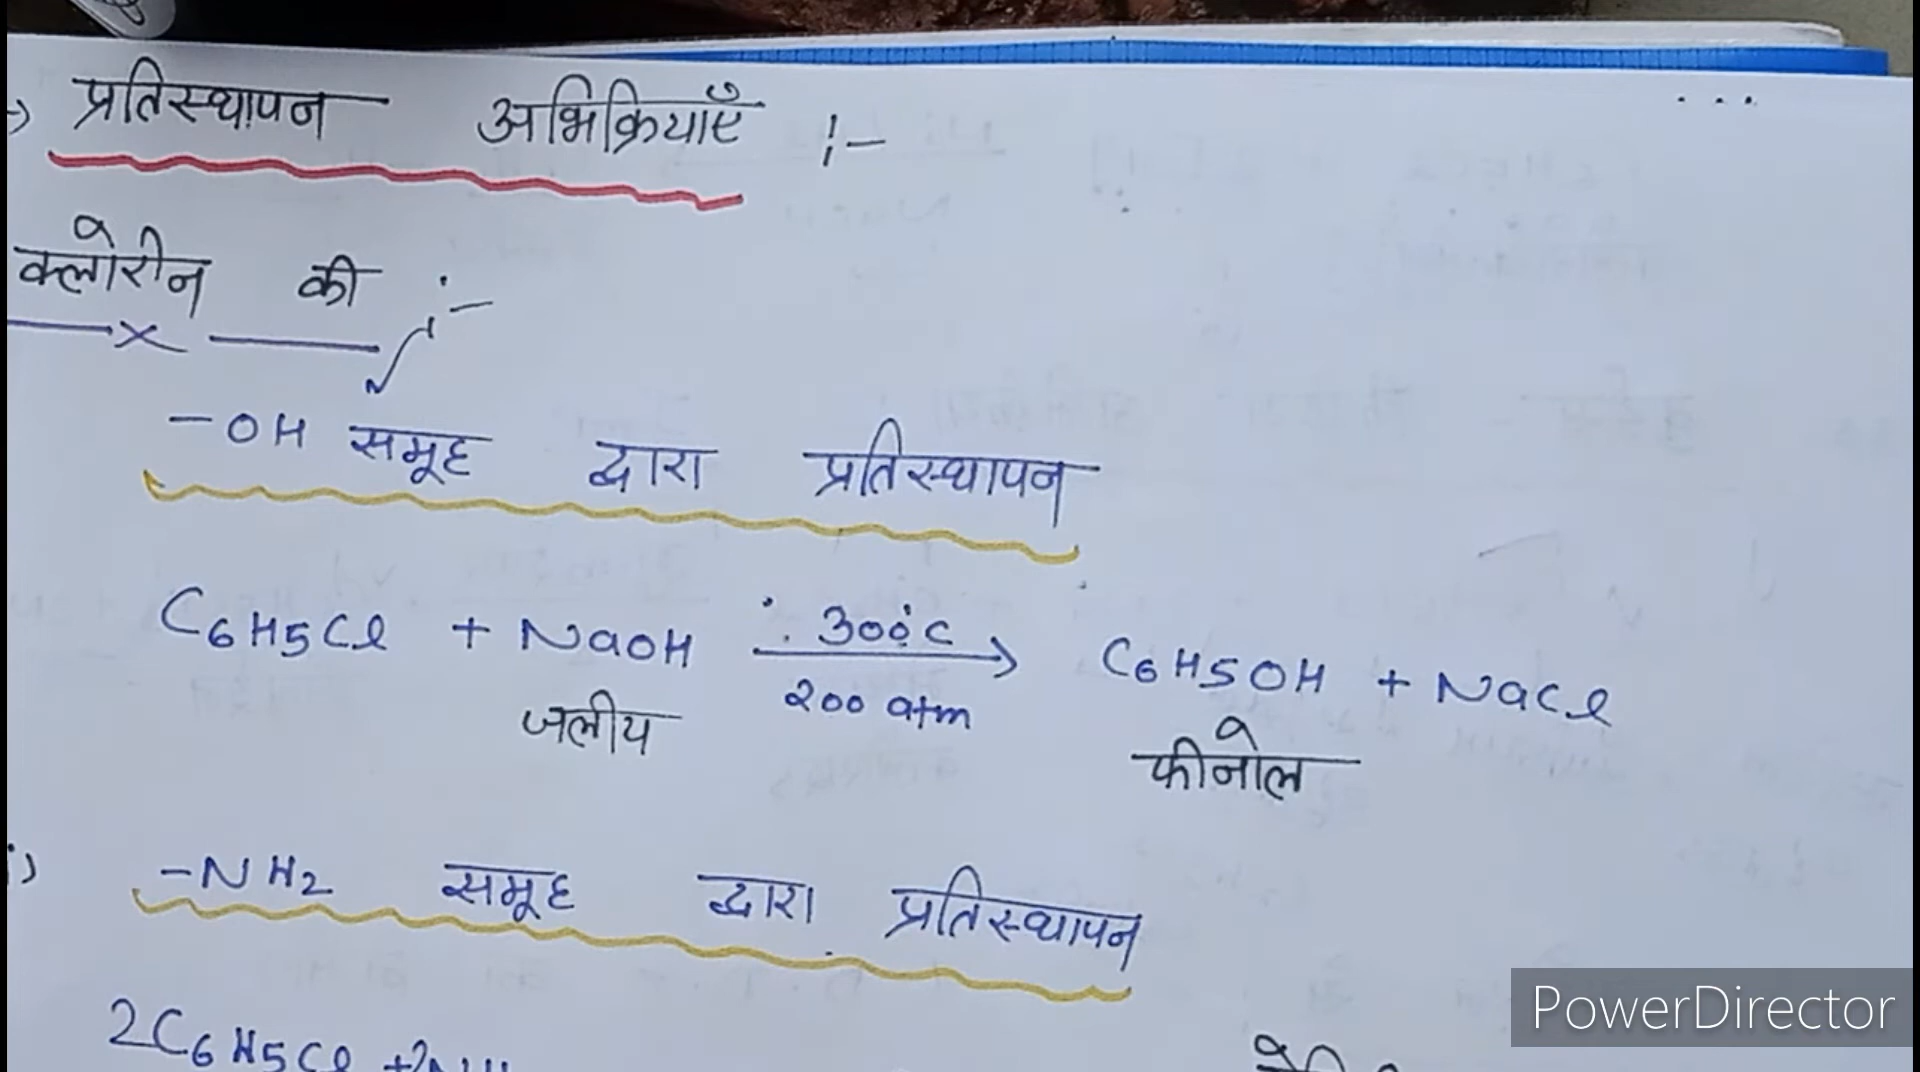 प्रतिस्थापन अभिक्रियाएँ :-
क्लोरीन की :-
-OH समूह द्वारा प्रतिस्थापन
C6H5Cl + NaOH 300°C 200 atm → C6H5OH + NaCl
जलीय फीनोल
i) -NH2 समूह द्वारा प्रतिस्थापन
2C6H5Cl +
PowerDirector